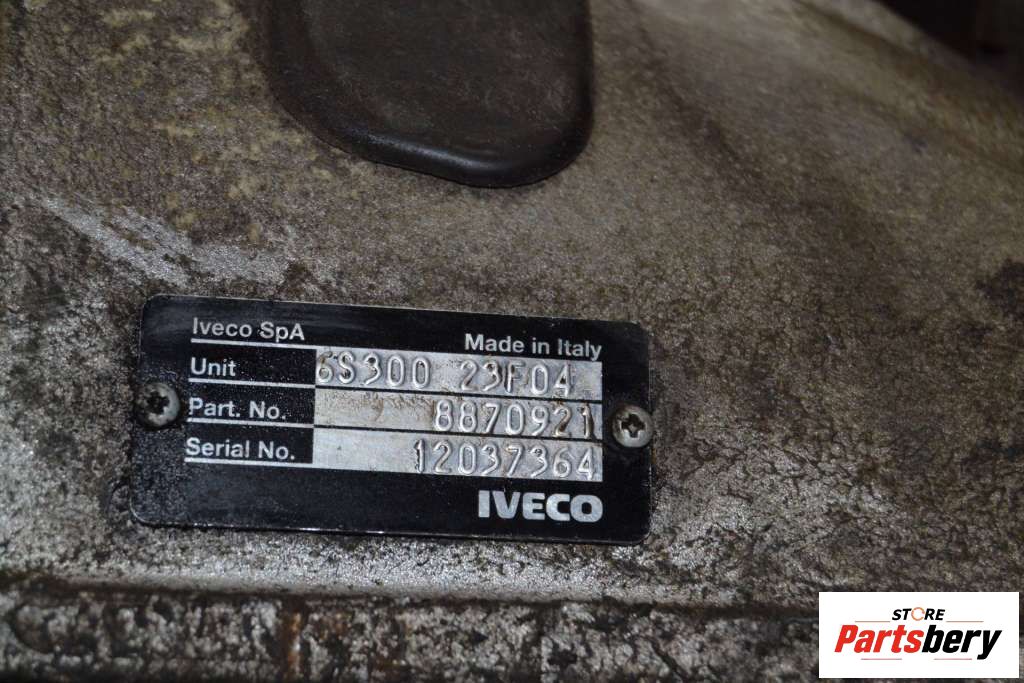 Iveco SpA Made in Italy
Unit 6S300 23F04
Part. No. 8870921
Serial No. 12037364
IVECO
STORE
Partsbery